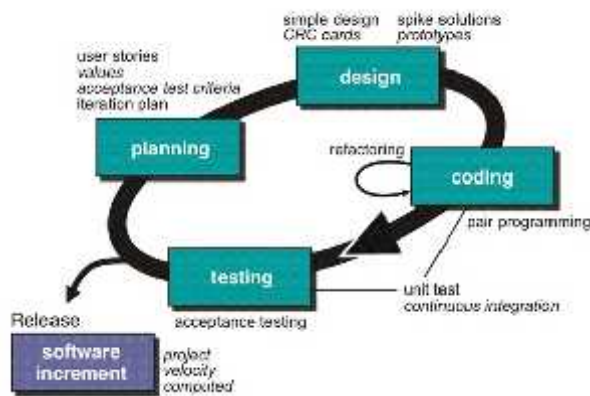 simple design
CRC cards
spike solutions
prototypes
user stories
values
acceptance test criteria
iteration plan
design
planning
refactoring
coding
pair programming
testing
unit test
continuous integration
acceptance testing
Release
software
increment
project
velocity
computed